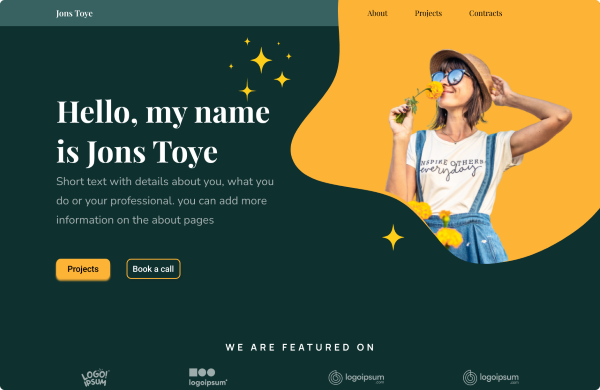 Jons Toye
About Projects Contracts
Hello, my name
is Jons Toye
Short text with details about you, what you
do or your professional. you can add more
information on the about pages
INSPIRE OTHERS
everyday
Projects Book a call
WE ARE FEATURED ON
LOGO!
IPSUM
logoipsum
logoipsum.com
logoipsum.com